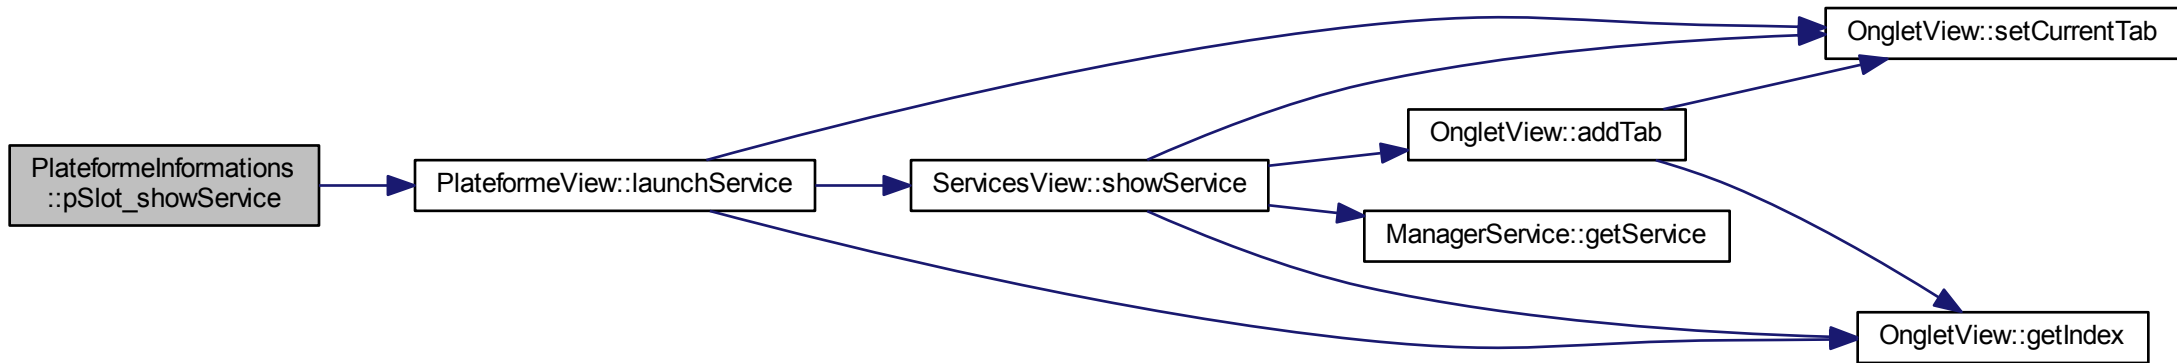 PlateformeInformations
::pSlot_showService
PlateformeView::launchService
ServicesView::showService
OngletView::setCurrentTab
OngletView::addTab
ManagerService::getService
OngletView::getIndex